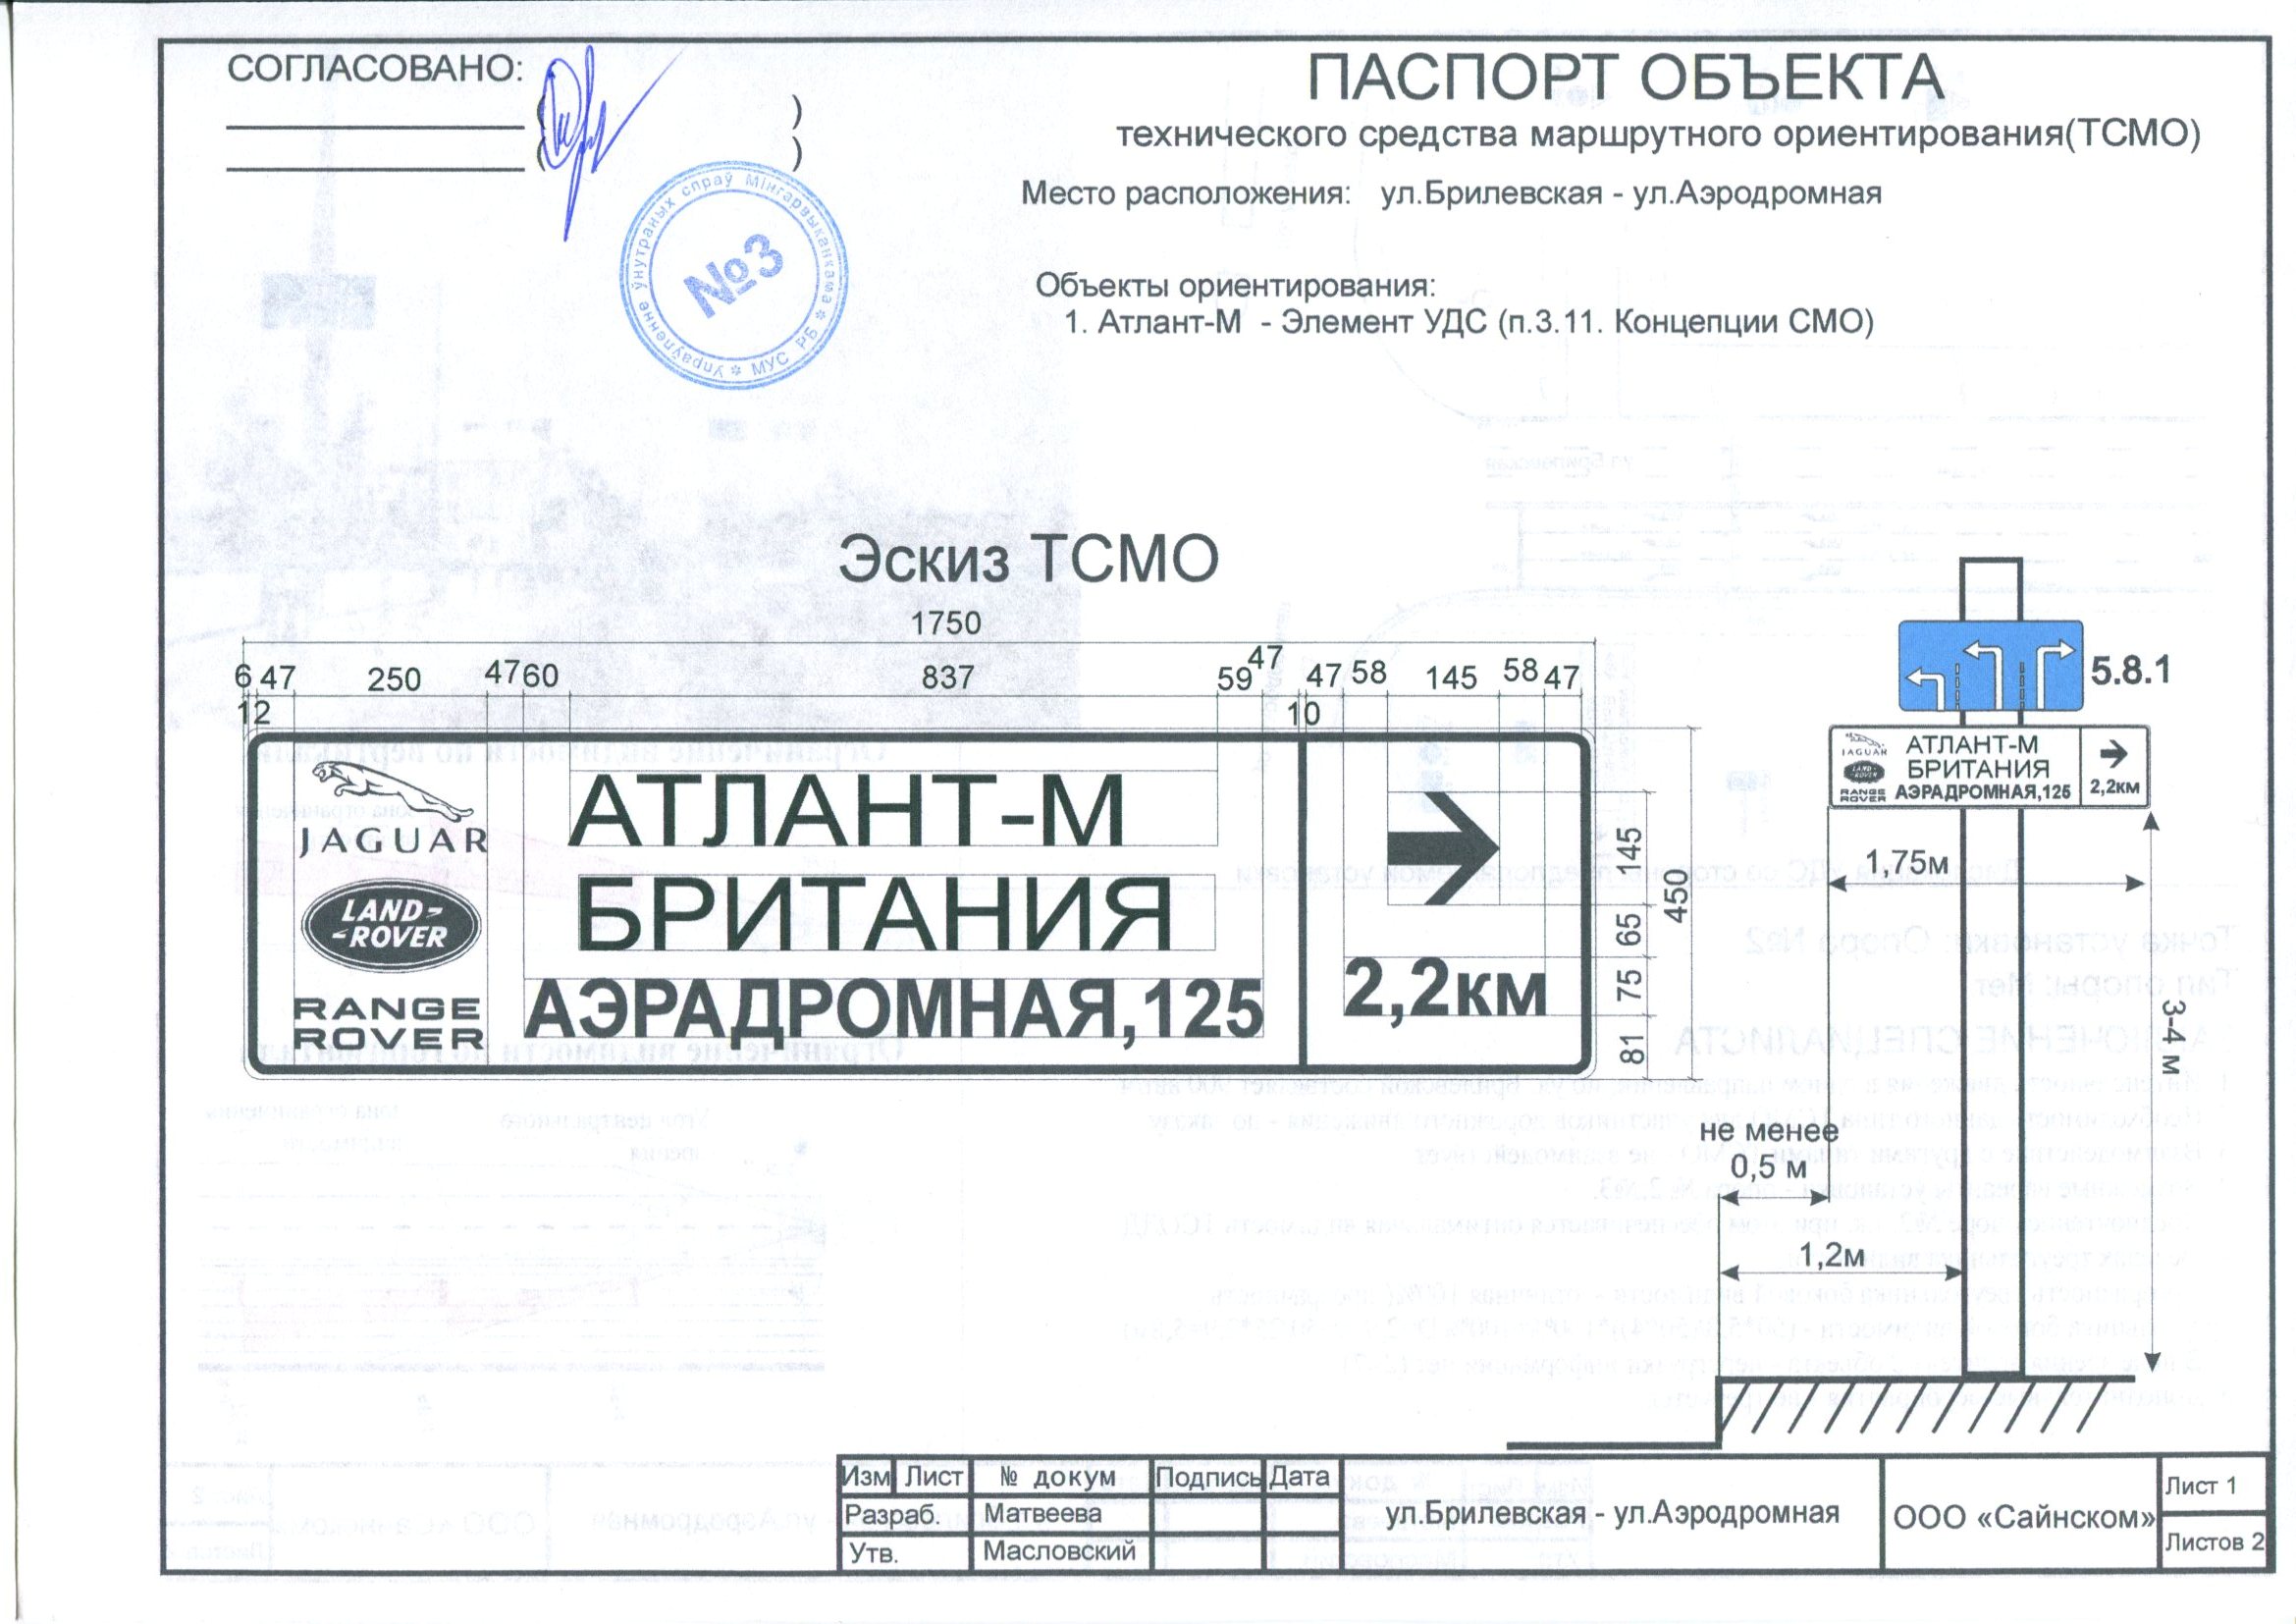 СОГЛАСОВАНО:
( )
( )
Упраўленне ўнутраных спраў Мінгарвыканкама * МУС РБ *
№3
ПАСПОРТ ОБЪЕКТА
технического средства маршрутного ориентирования(ТСМО)
Место расположения: ул.Брилевская - ул.Аэродромная
Объекты ориентирования:
1. Атлант-М - Элемент УДС (п.3.11. Концепции СМО)
Эскиз ТСМО
1750
6 47 250 47 60 837 59 47 47 58 145 58 47
12 10
JAGUAR
LAND-
-ROVER
RANGE
ROVER
АТЛАНТ-М
БРИТАНИЯ
АЭРАДРОМНАЯ,125
2,2км
145
65
75
81
450
5.8.1
JAGUAR
LAND-
-ROVER
RANGE
ROVER
АТЛАНТ-М
БРИТАНИЯ
АЭРАДРОМНАЯ,125
2,2км
1,75м
3-4 м
не менее
0,5 м
1,2м
Изм Лист № докум Подпись Дата
Разраб. Матвеева
Утв. Масловский
ул.Брилевская - ул.Аэродромная
ООО «Сайнском»
Лист 1
Листов 2